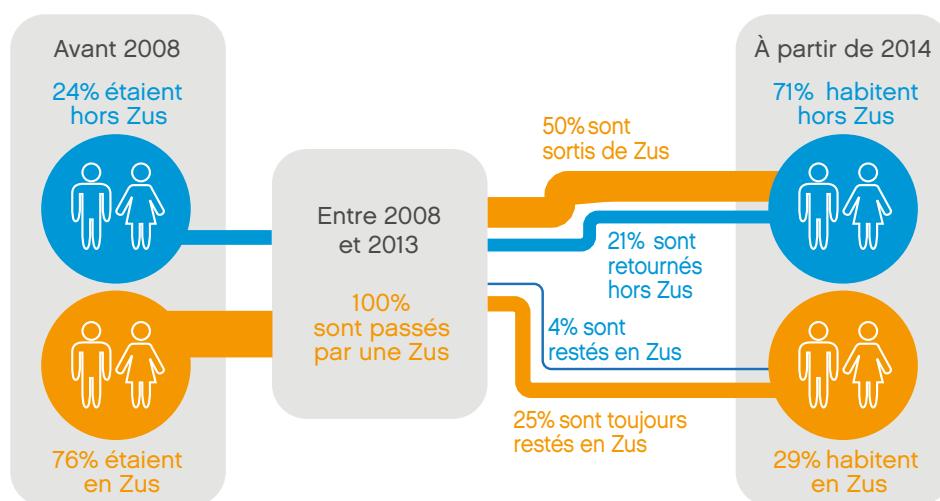 Avant 2008
24% étaient
hors Zus
76% étaient
en Zus
Entre 2008
et 2013
100%
sont passés
par une Zus
50% sont
sortis de Zus
21% sont
retournés
hors Zus
4% sont
restés en Zus
25% sont toujours
restés en Zus
À partir de 2014
71% habitent
hors Zus
29% habitent
en Zus